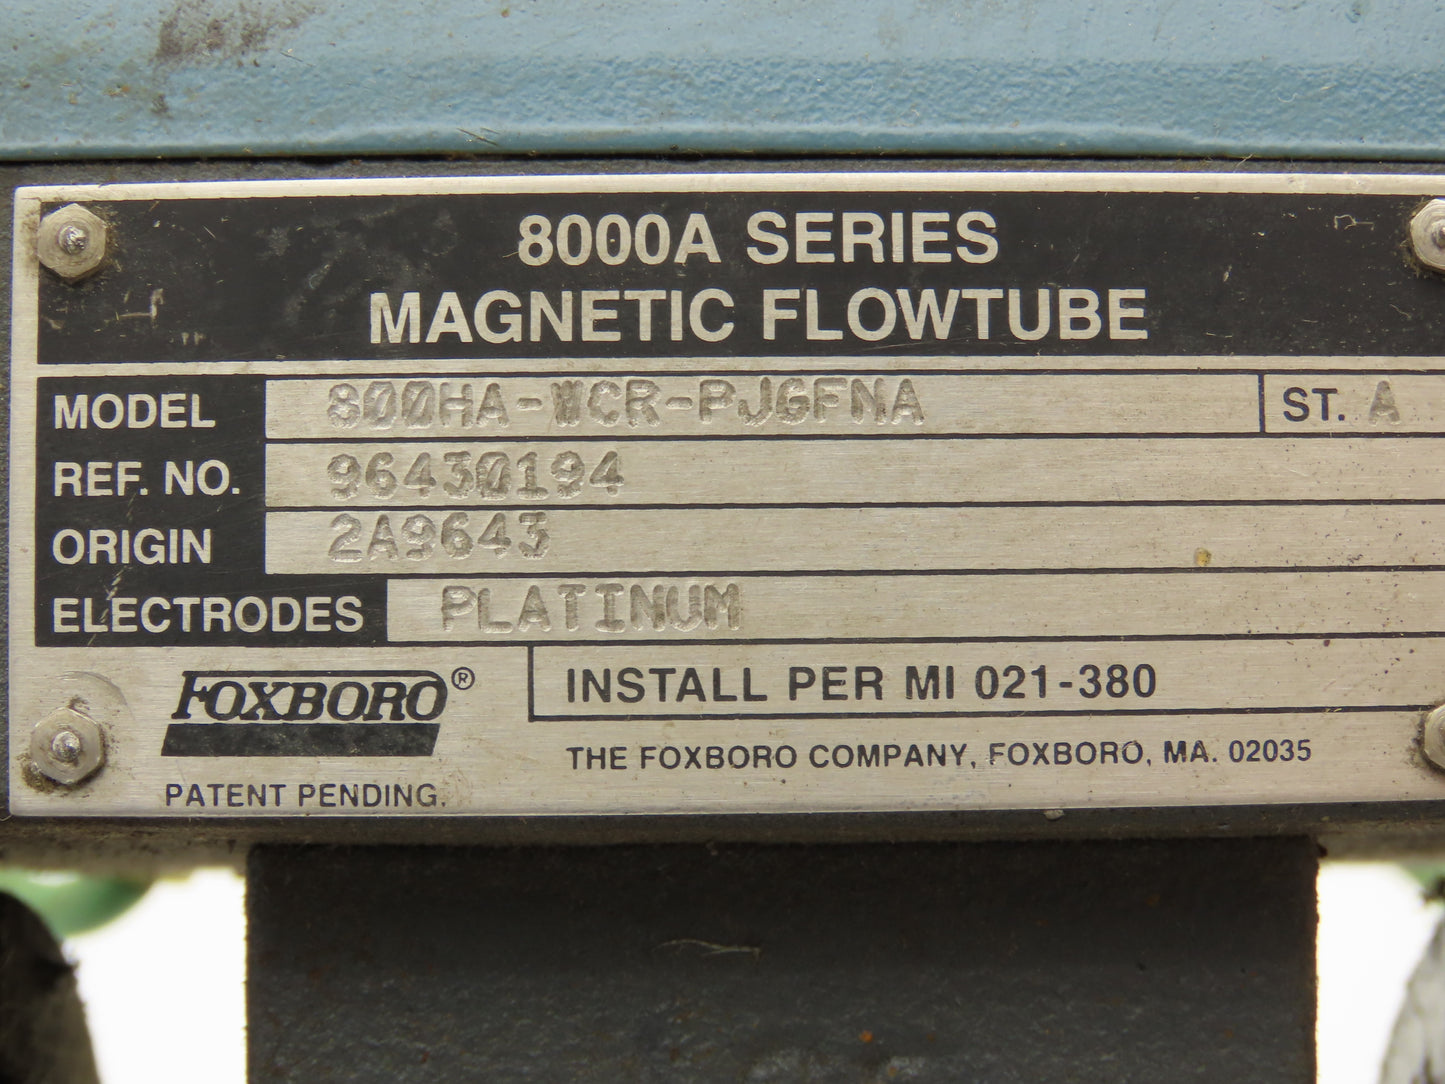 8000A SERIES
MAGNETIC FLOWTUBE
MODEL 800HA-WCR-PJGFNA ST. A
REF. NO. 96430194
ORIGIN 2A9643
ELECTRODES PLATINUM
FOXBORO®
INSTALL PER MI 021-380
THE FOXBORO COMPANY, FOXBORO, MA. 02035
PATENT PENDING.